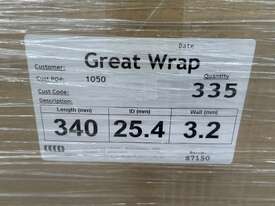 Date
Customer: Great Wrap
Cust PO#: 1050 Quantity
Cust Code: 335
Description:
Length (mm) ID (mm) Wall (mm)
340 25.4 3.2
87150